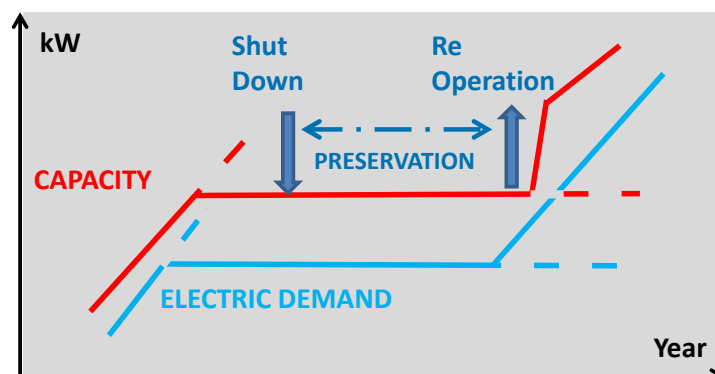 kW
Shut
Down
Re
Operation
PRESERVATION
CAPACITY
ELECTRIC DEMAND
Year